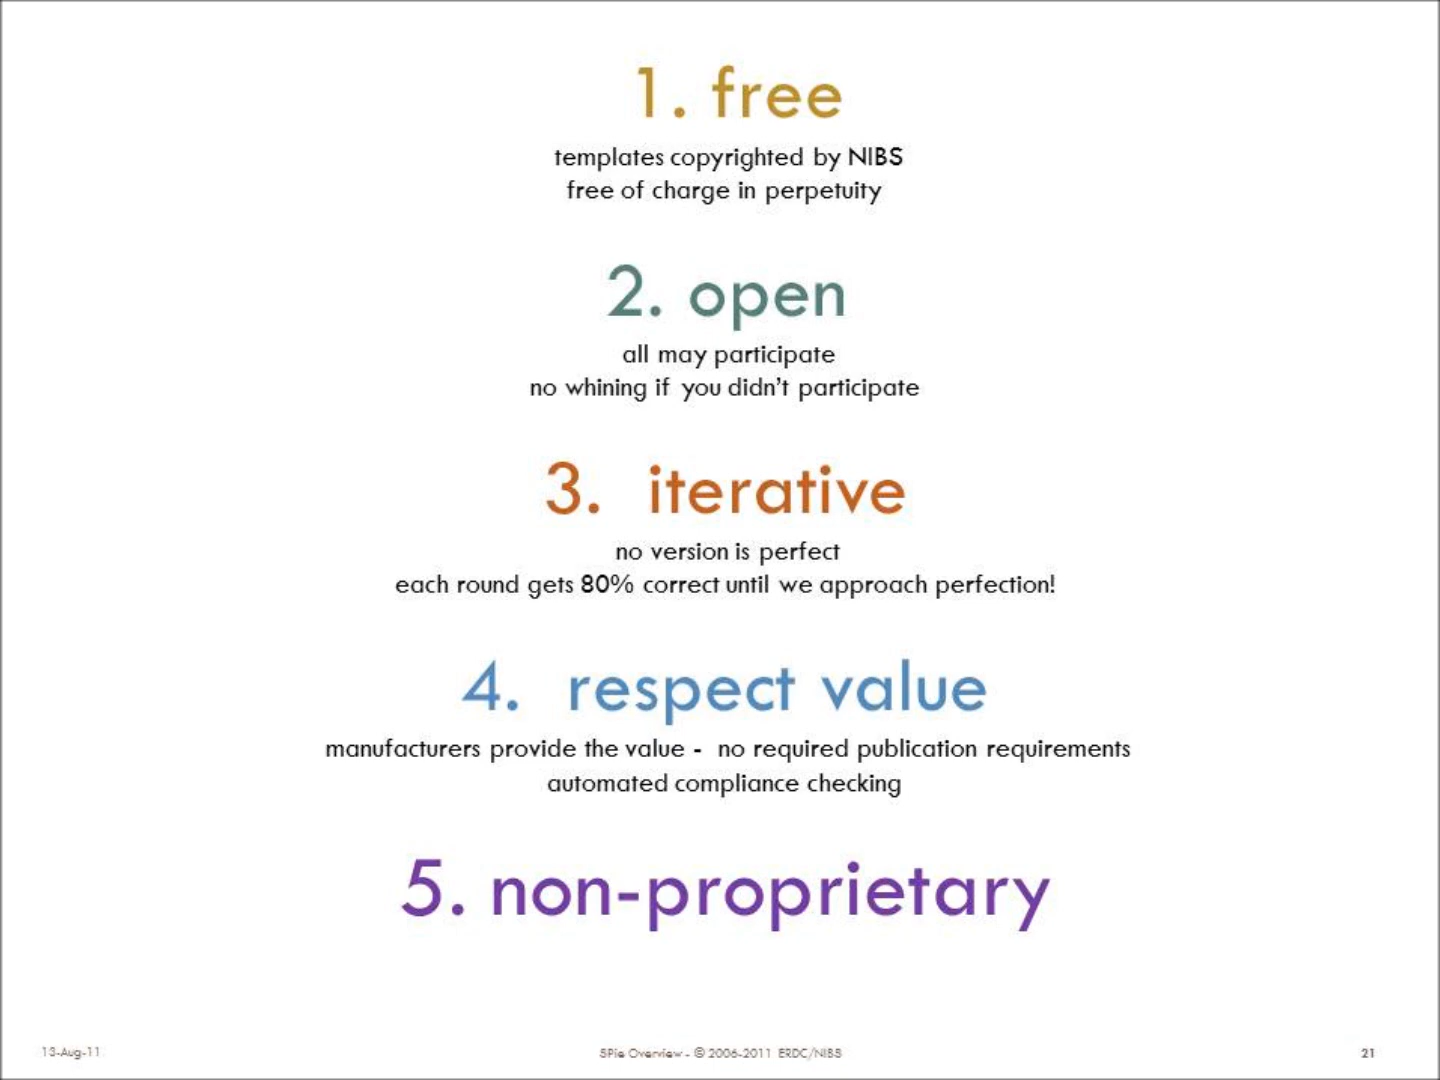 1. free
templates copyrighted by NIBS
free of charge in perpetuity
2. open
all may participate
no whining if you didn't participate
3. iterative
no version is perfect
each round gets 80% correct until we approach perfection!
4. respect value
manufacturers provide the value - no required publication requirements
automated compliance checking
5. non-proprietary
13-Aug-11
SPie Overview - © 2006-2011 ERDC/NIBS
21